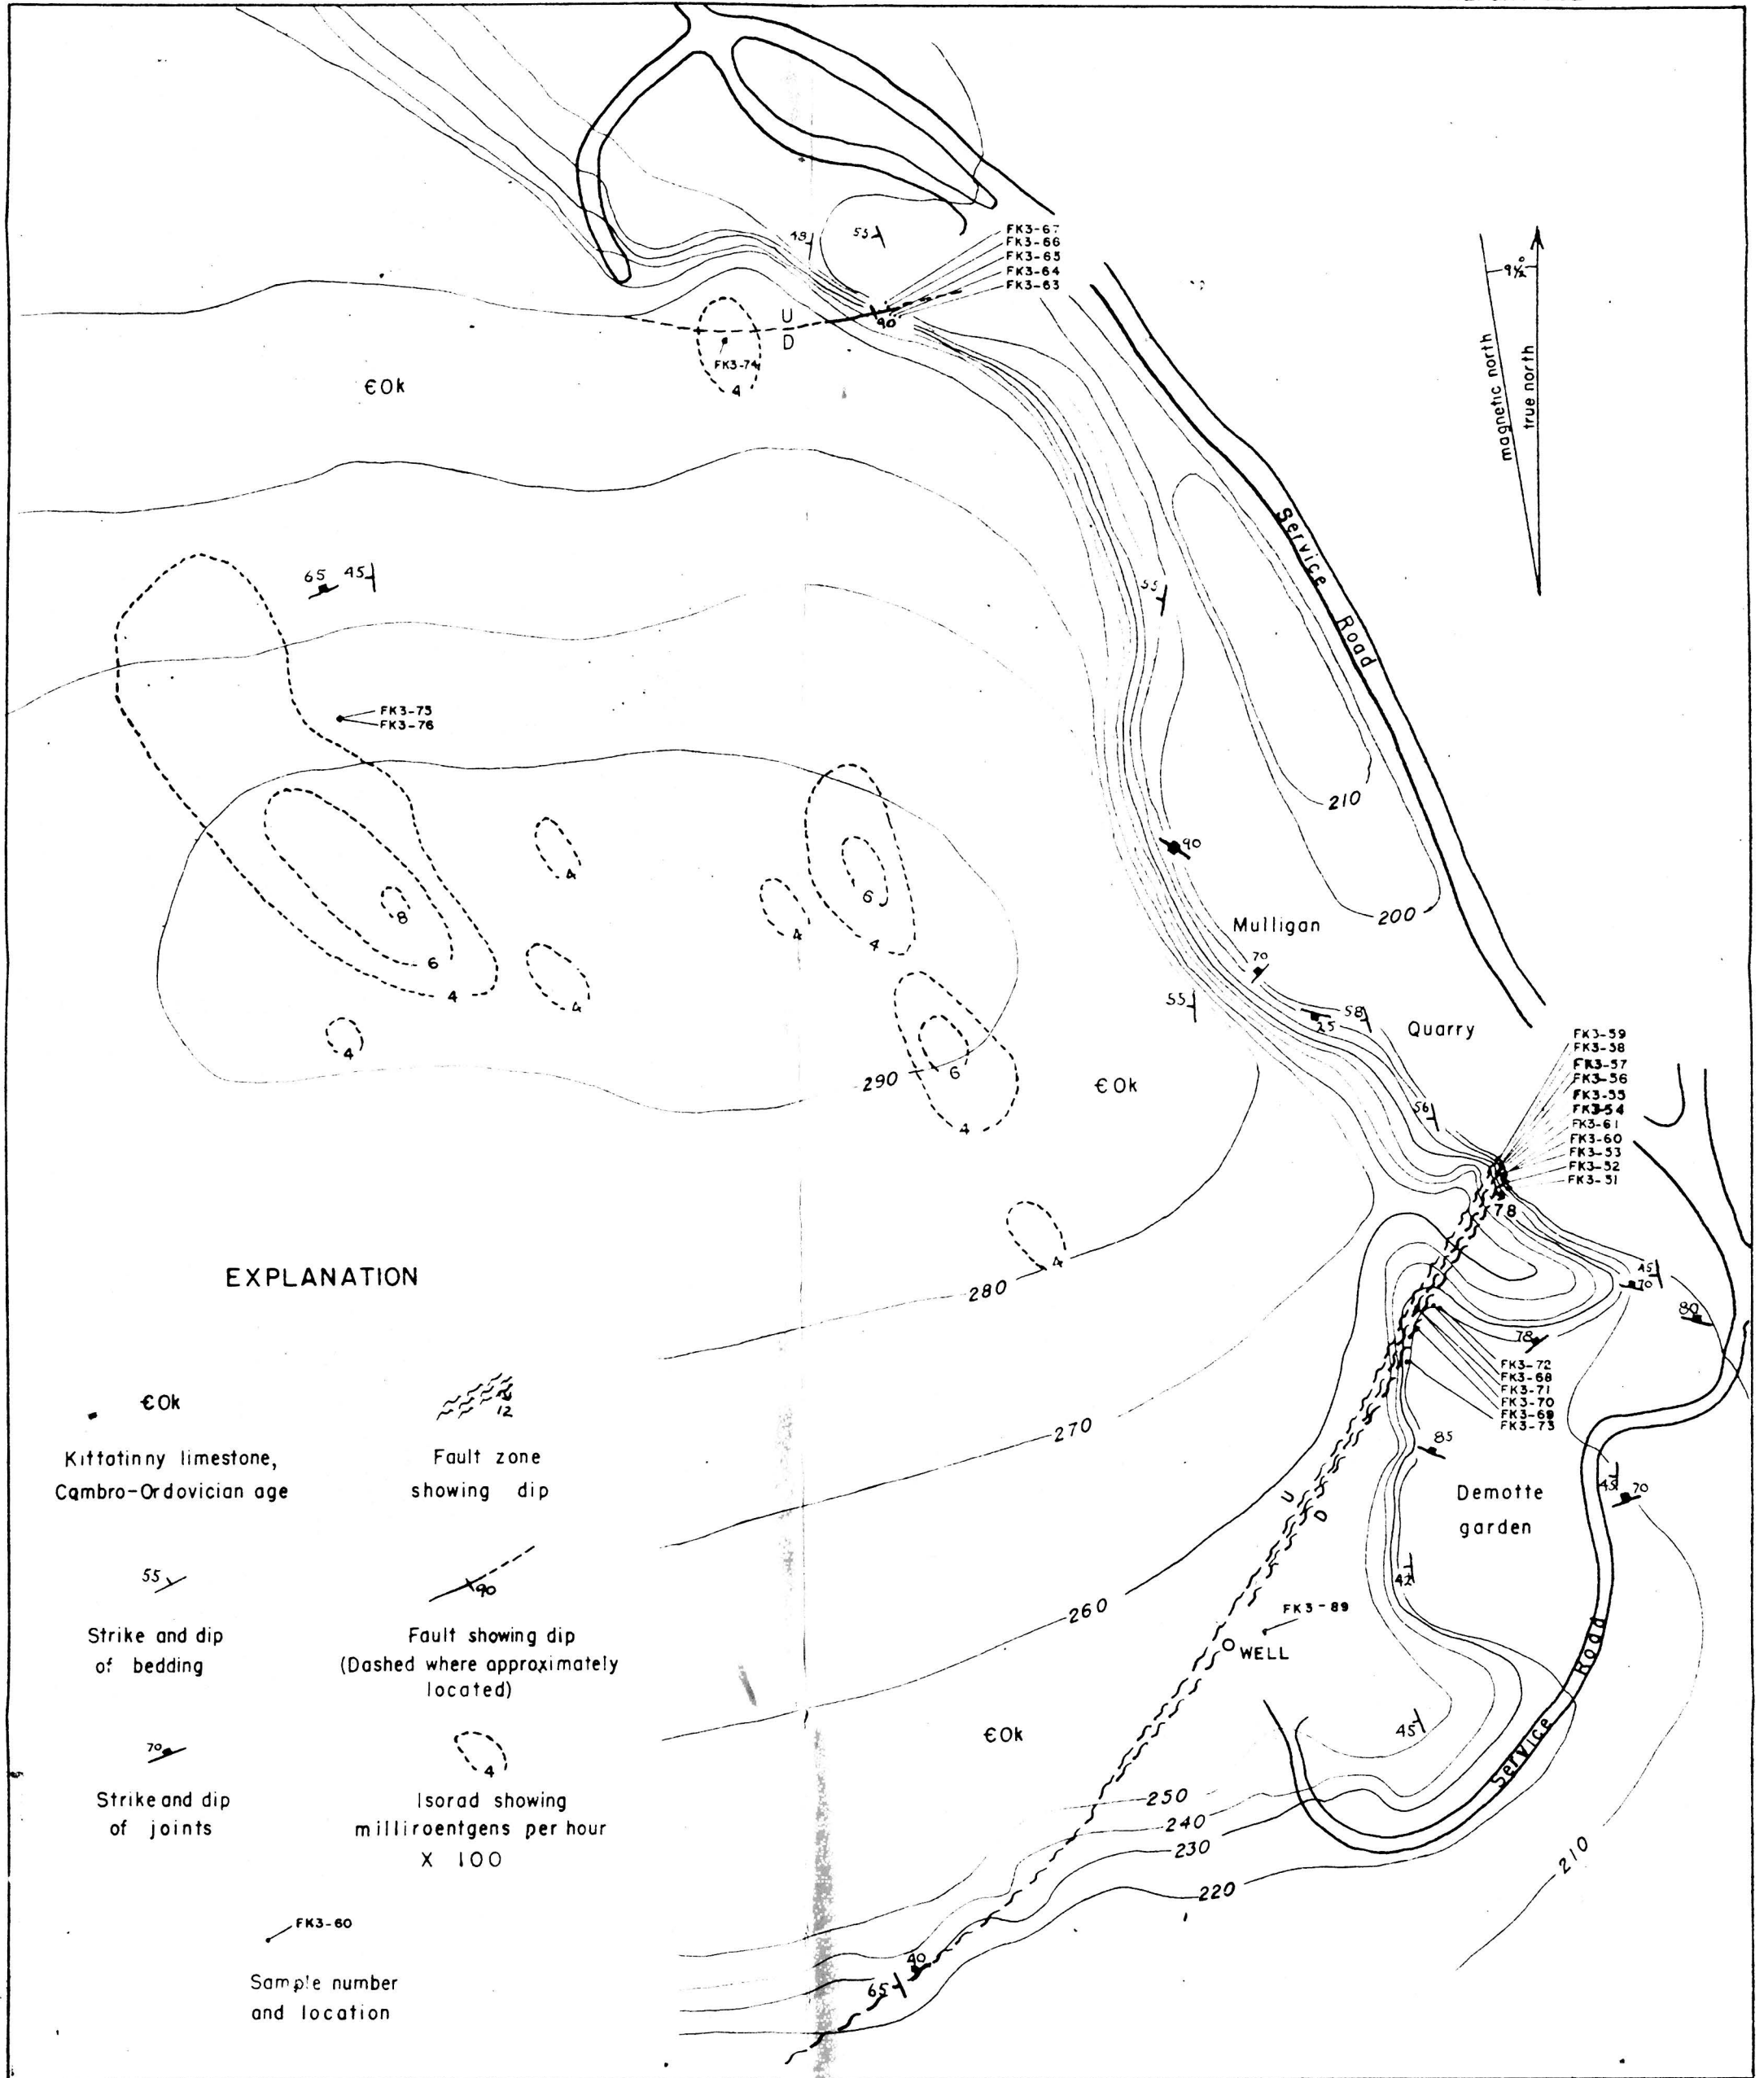 43
55
FK3-67
FK3-66
FK3-65
FK3-64
FK3-63
9½°
magnetic north
true north
U
D
90
FK3-74
4
ЄOk
65
45
Service Road
55
FK3-75
FK3-76
210
90
4
6
8
200
Mulligan
6
4
4
6
4
70
4
55
58
25
Quarry
4
290
6
4
ЄOk
56
FK3-59
FK3-58
FK3-57
FK3-56
FK3-55
FK3-54
FK3-61
FK3-60
FK3-53
FK3-52
FK3-51
78
4
280
45
70
80
78
FK3-72
FK3-68
FK3-71
FK3-70
FK3-69
FK3-73
270
85
43
70
Demotte
garden
U
D
42
260
FK3-89
WELL
ЄOk
45
Service Road
250
240
230
220
210
40
65
EXPLANATION
ЄOk
Kittatinny limestone,
Cambro-Ordovician age
12
Fault zone
showing dip
55
Strike and dip
of bedding
90
Fault showing dip
(Dashed where approximately
located)
70
Strike and dip
of joints
4
Isorad showing
milliroentgens per hour
X 100
FK3-60
Sample number
and location